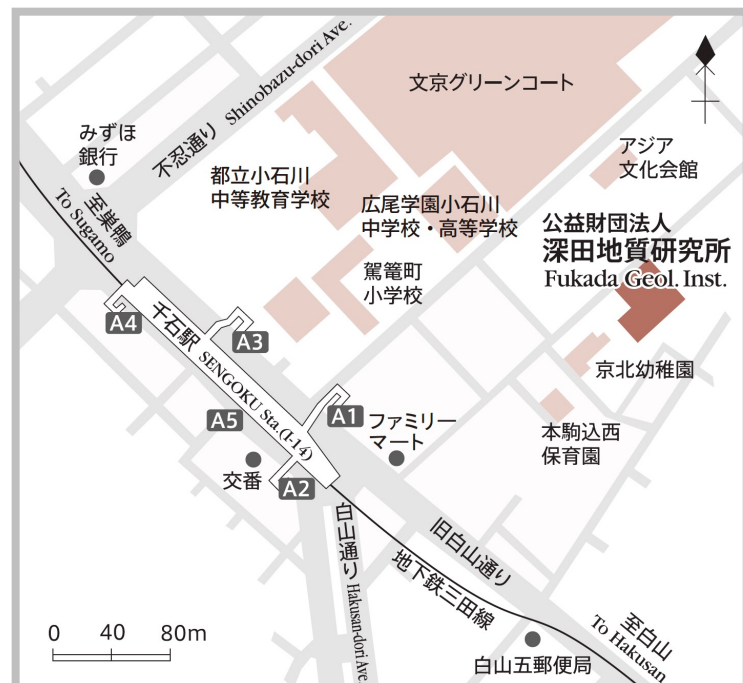 文京グリーンコート
不忍通り Shinobazu-dori Ave.
みずほ
銀行
アジア
文化会館
都立小石川
中等教育学校
広尾学園小石川
中学校・高等学校
公益財団法人
深田地質研究所
Fukada Geol. Inst.
至巣鴨
To Sugamo
駕籠町
小学校
A4
千石駅 SENGOKU Sta.(I-14)
A3
京北幼稚園
A5
A1
ファミリー
マート
本駒込西
保育園
交番
A2
白山通り Hakusan-dori Ave.
旧白山通り
地下鉄三田線
至白山
To Hakusan
0 40 80m
白山五郵便局